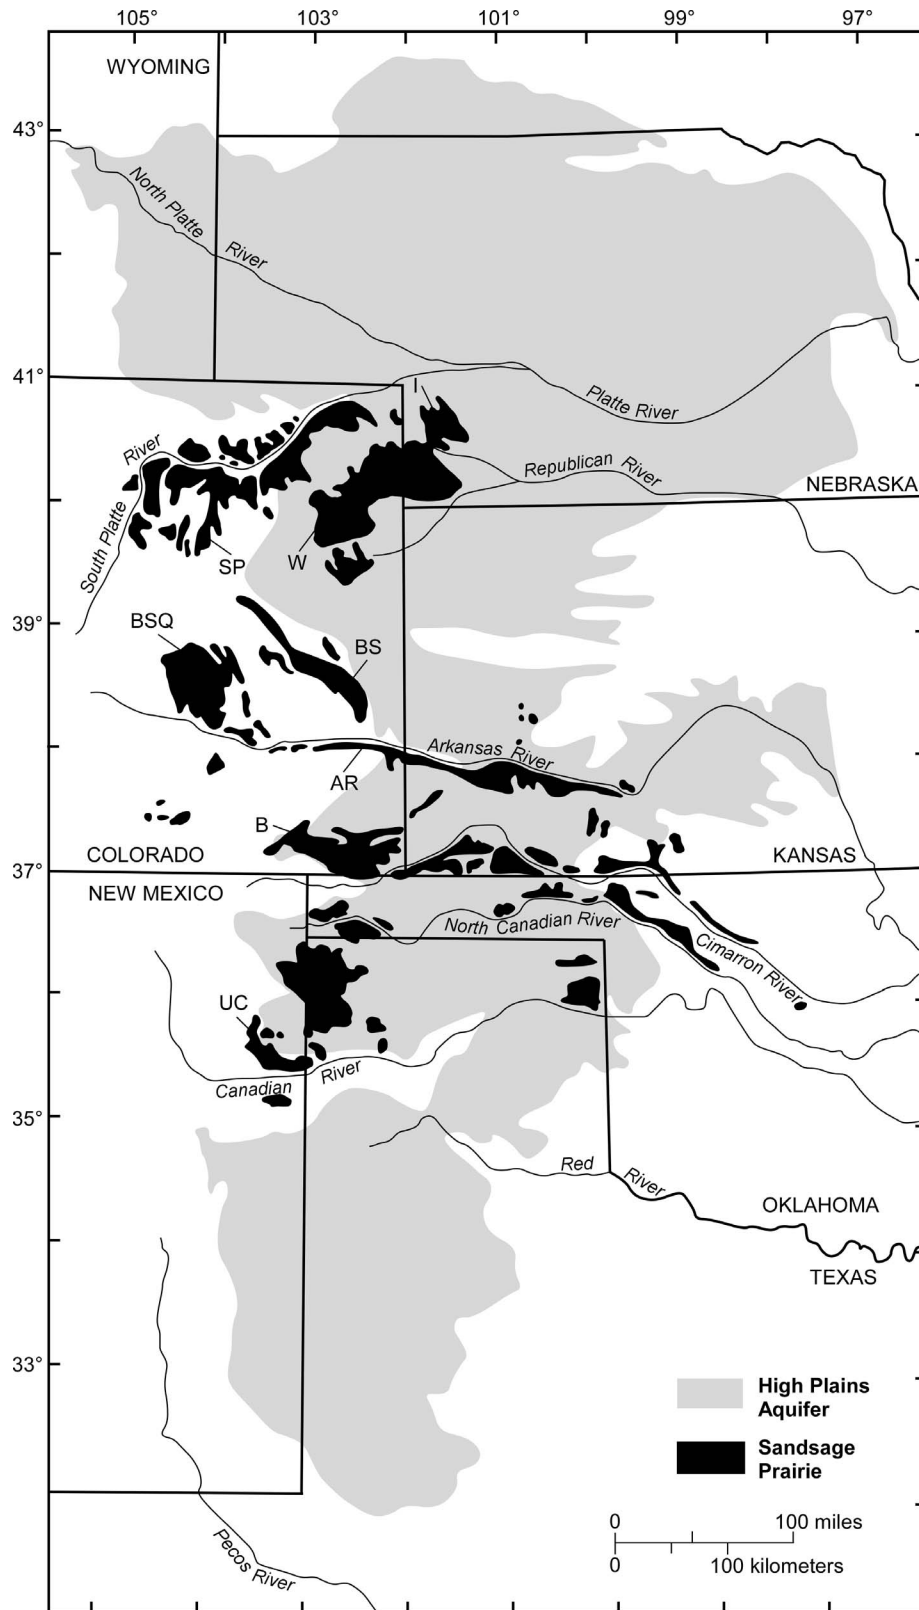 105° 103° 101° 99° 97°
WYOMING
43°
North Platte
River
41°
I
Platte River
River
Republican River
NEBRASKA
South Platte
SP
W
39°
BSQ
BS
Arkansas River
AR
B
COLORADO
KANSAS
37°
NEW MEXICO
North Canadian River
Cimarron River
UC
Canadian River
35°
Red River
OKLAHOMA
TEXAS
33°
High Plains
Aquifer
Sandsage
Prairie
0 100 miles
0 100 kilometers
Pecos River